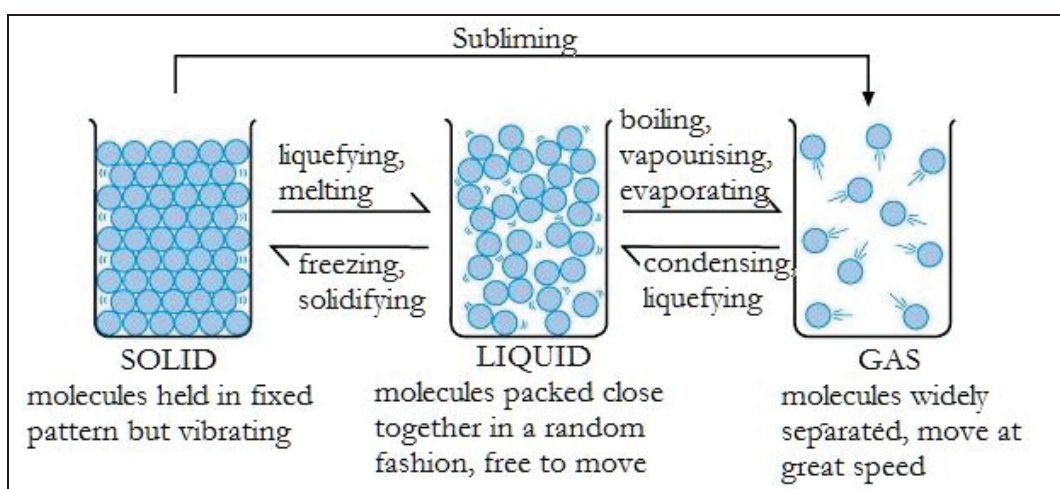 Subliming
liquefying,
melting
freezing,
solidifying
boiling,
vapourising,
evaporating
condensing,
liquefying
SOLID
molecules held in fixed
pattern but vibrating
LIQUID
molecules packed close
together in a random
fashion, free to move
GAS
molecules widely
separated, move at
great speed